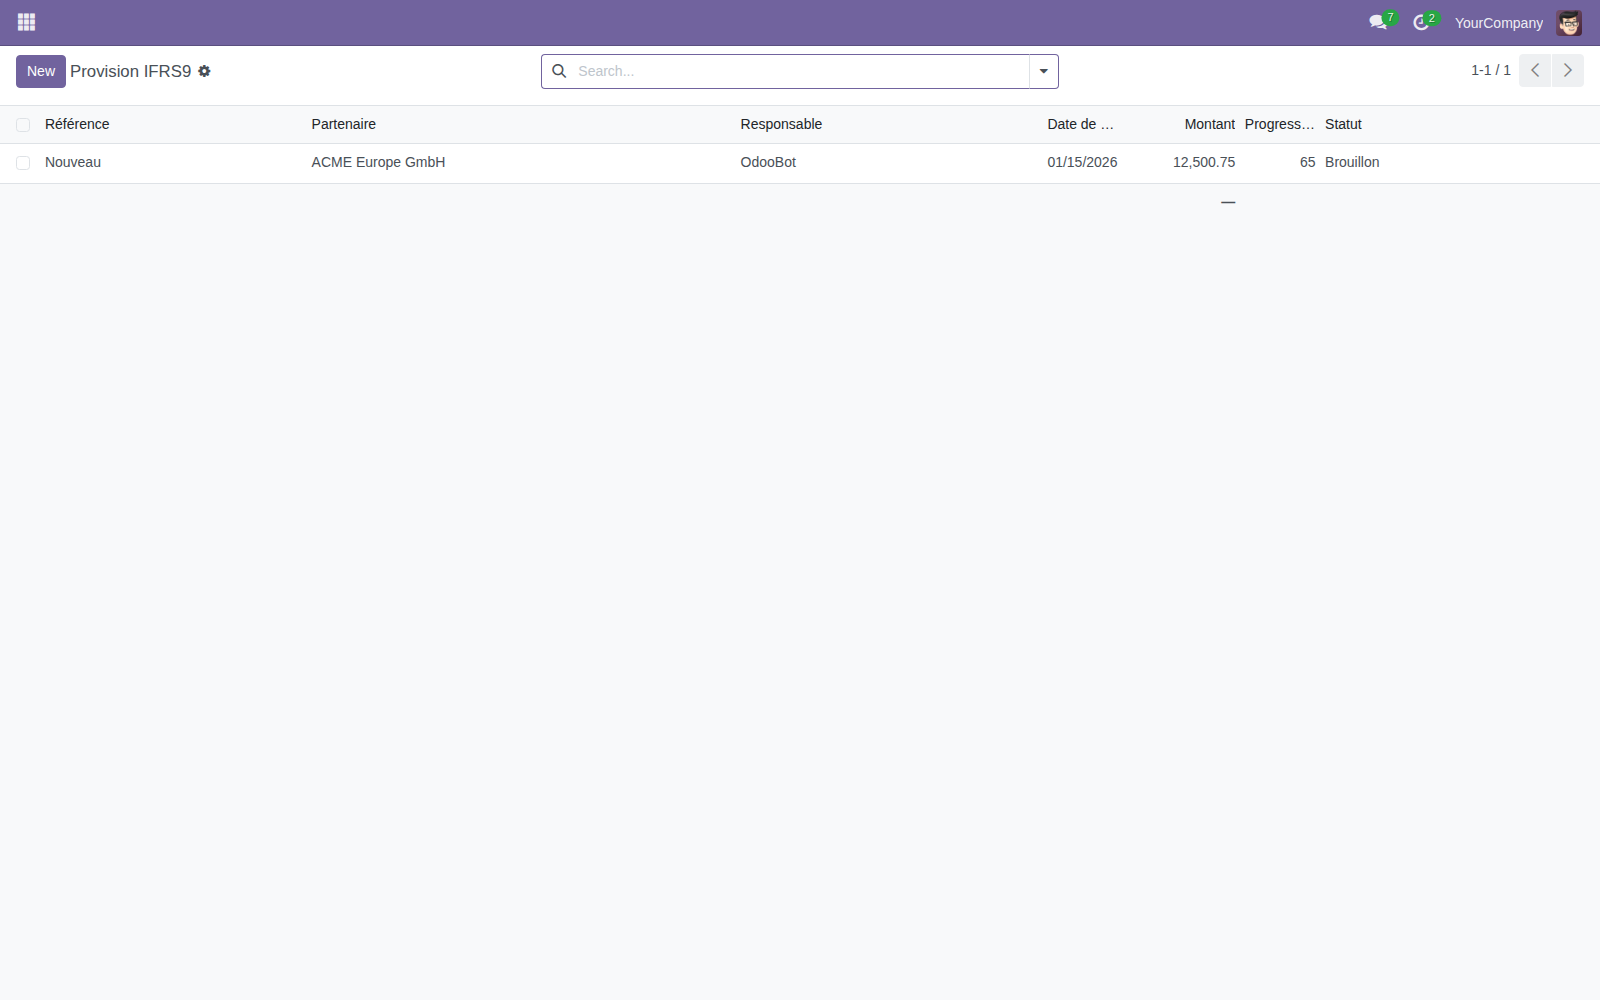 7 2 YourCompany
New Provision IFRS9 Search... 1-1 / 1
Référence Partenaire Responsable Date de ... Montant Progress... Statut
Nouveau ACME Europe GmbH OdooBot 01/15/2026 12,500.75 65 Brouillon
—